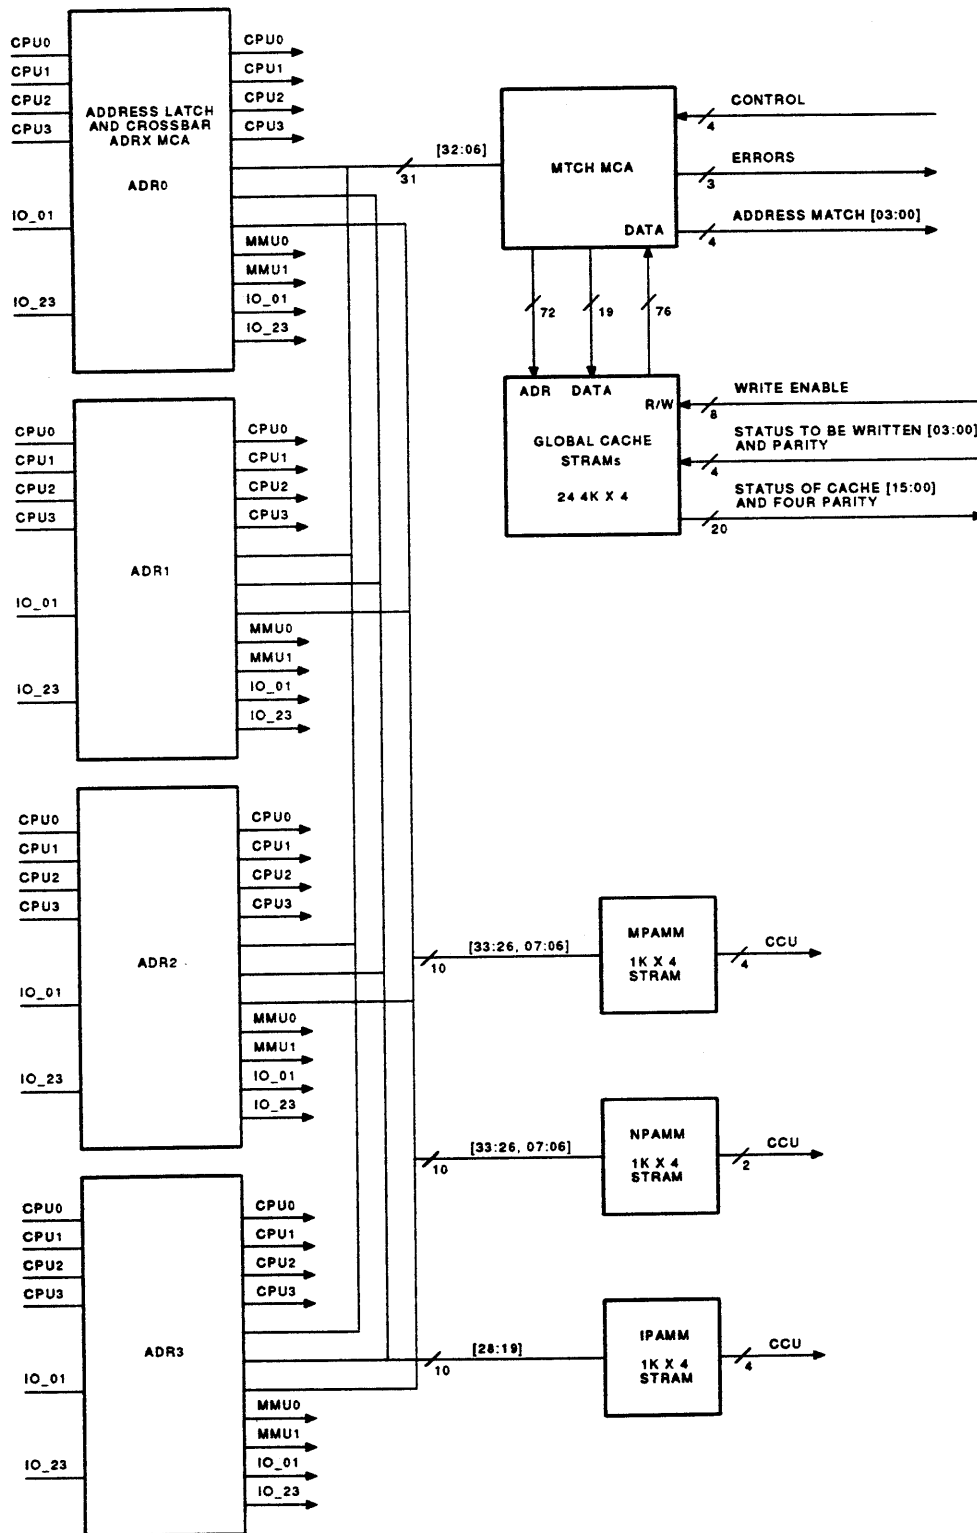 CPU0
CPU1
CPU2
CPU3
IO_01
IO_23
ADDRESS LATCH
AND CROSSBAR
ADRX MCA
ADR0
CPU0
CPU1
CPU2
CPU3
MMU0
MMU1
IO_01
IO_23
[32:06]
31
MTCH MCA
DATA
CONTROL
4
ERRORS
3
ADDRESS MATCH [03:00]
4
72
19
76
ADR DATA
R/W
GLOBAL CACHE
STRAMs
24 4K X 4
WRITE ENABLE
8
STATUS TO BE WRITTEN [03:00]
AND PARITY
4
STATUS OF CACHE [15:00]
AND FOUR PARITY
20
CPU0
CPU1
CPU2
CPU3
IO_01
IO_23
ADR1
CPU0
CPU1
CPU2
CPU3
MMU0
MMU1
IO_01
IO_23
CPU0
CPU1
CPU2
CPU3
IO_01
IO_23
ADR2
CPU0
CPU1
CPU2
CPU3
MMU0
MMU1
IO_01
IO_23
[33:26, 07:06]
10
MPAMM
1K X 4
STRAM
CCU
4
[33:26, 07:06]
10
NPAMM
1K X 4
STRAM
CCU
2
CPU0
CPU1
CPU2
CPU3
IO_01
IO_23
ADR3
CPU0
CPU1
CPU2
CPU3
MMU0
MMU1
IO_01
IO_23
[28:19]
10
IPAMM
1K X 4
STRAM
CCU
4